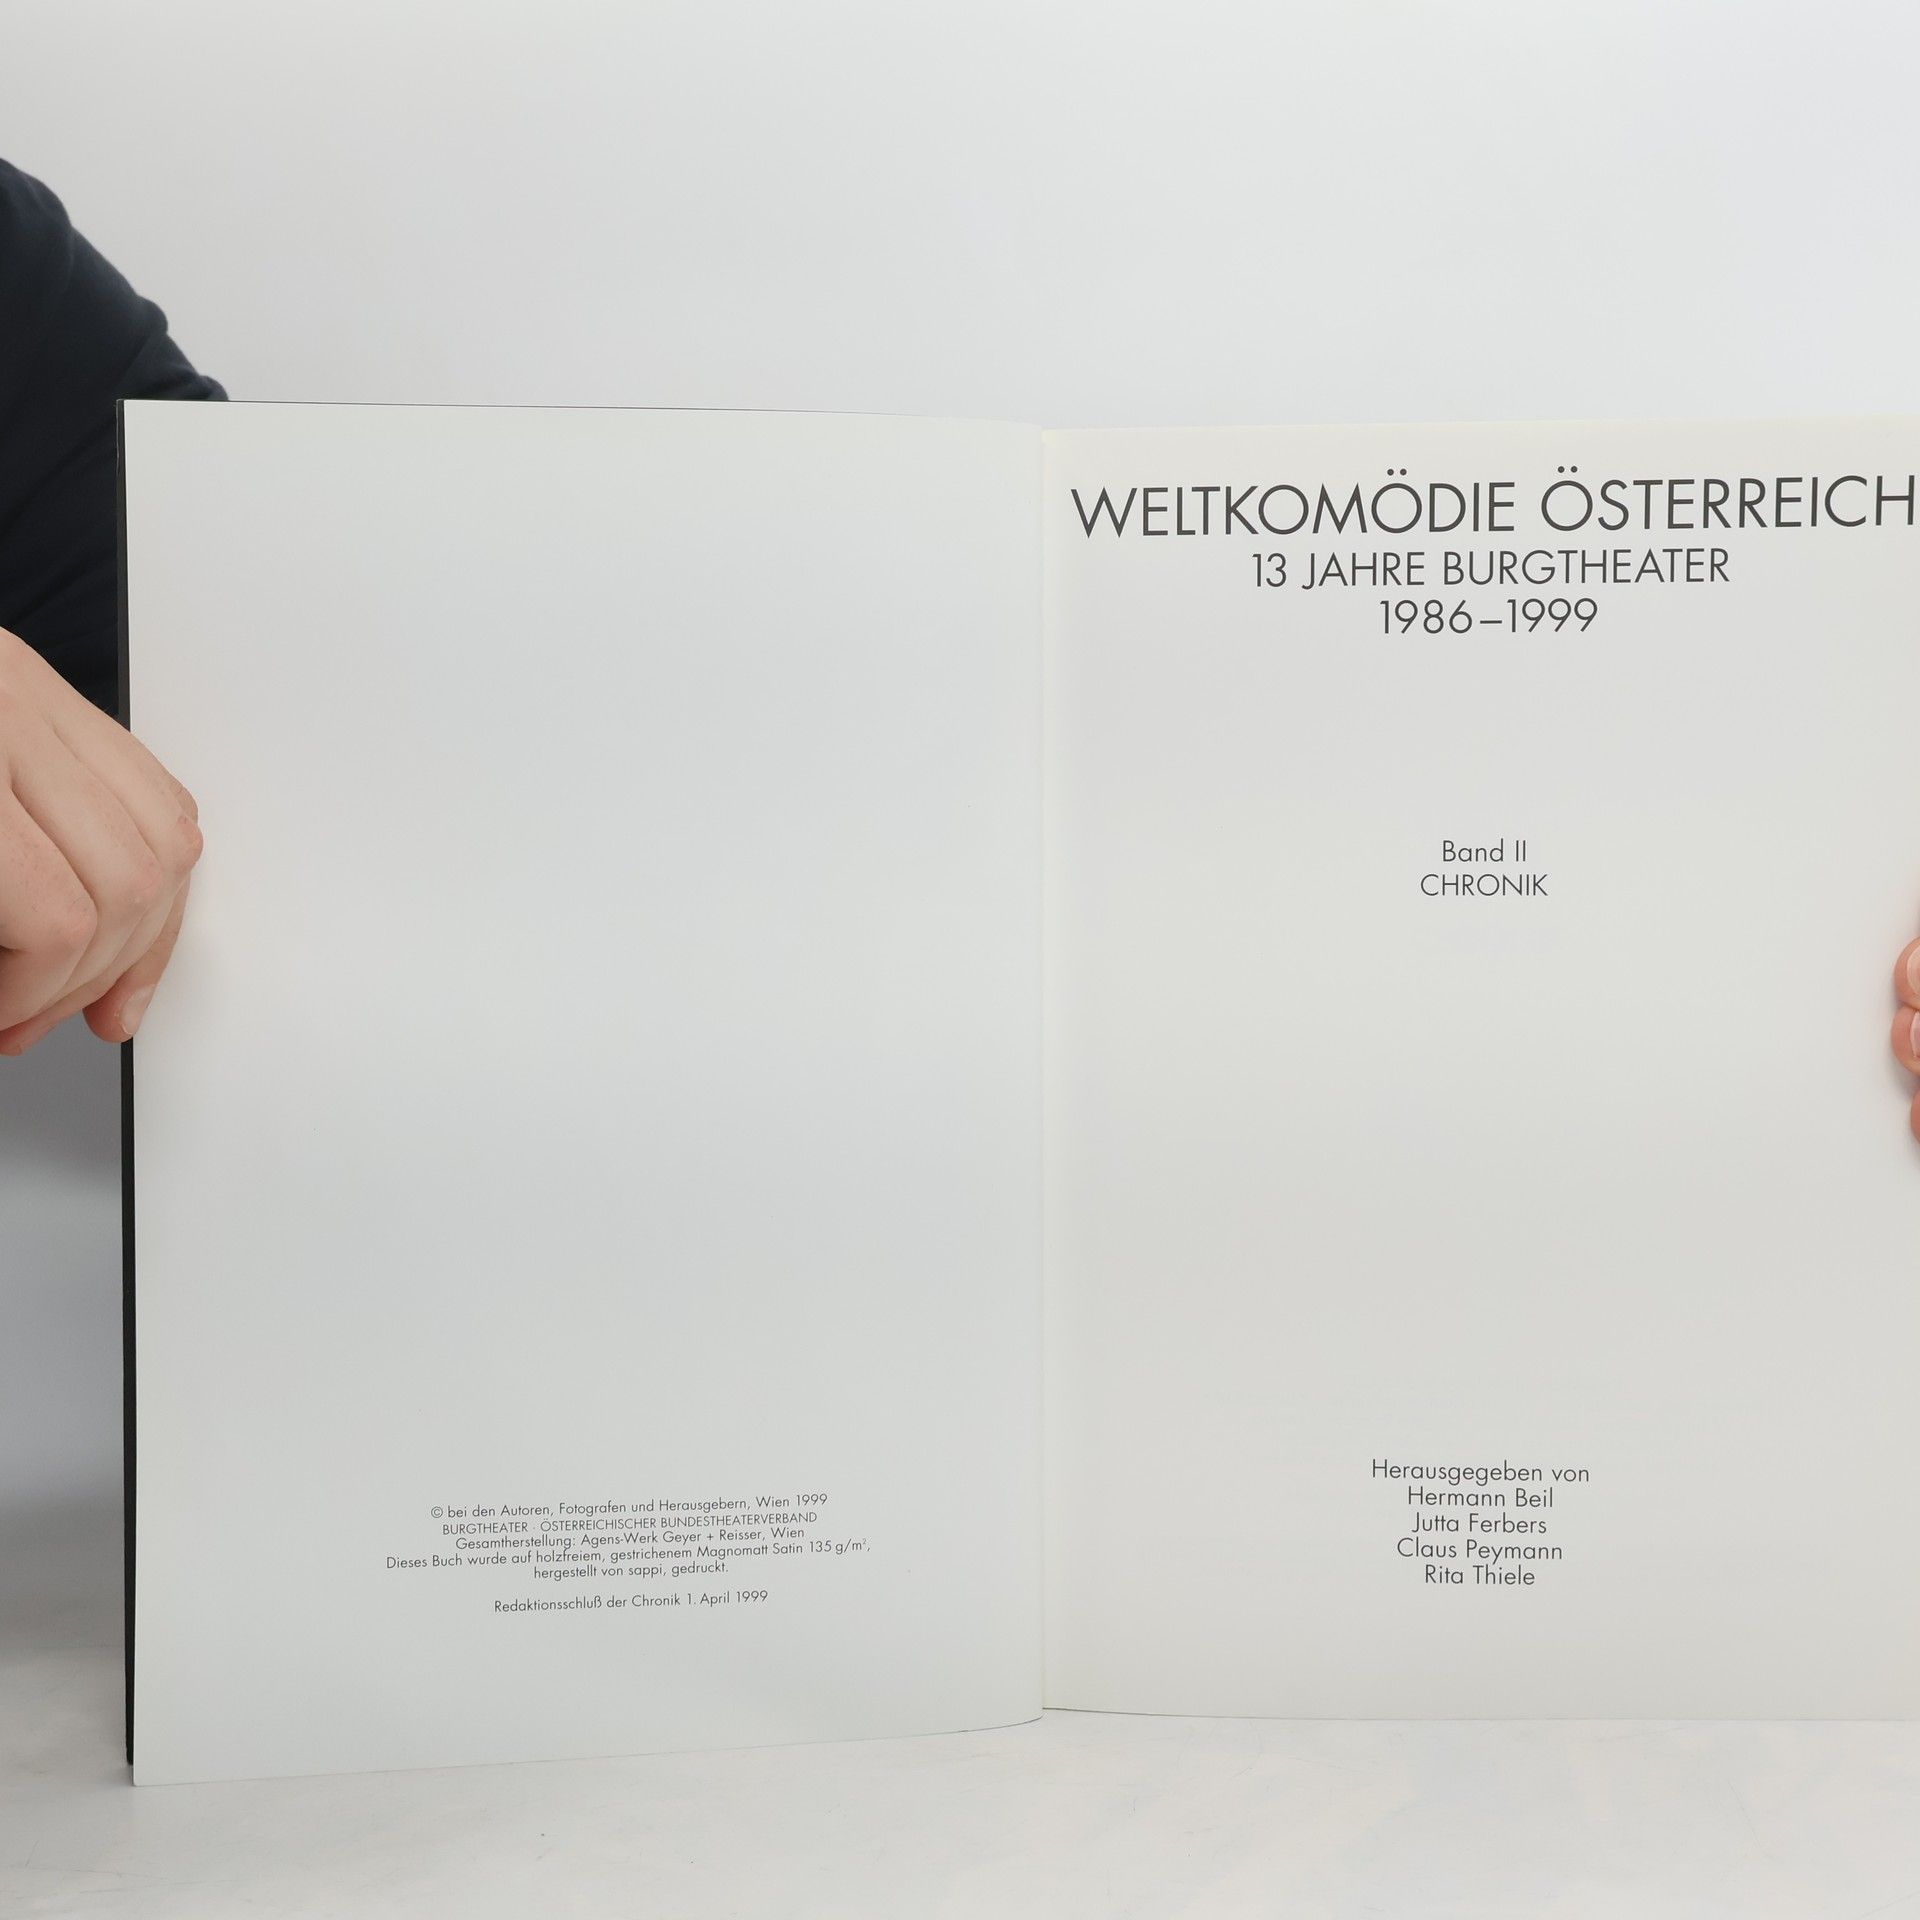 © bei den Autoren, Fotografen und Herausgebern, Wien 1999
BURGTHEATER · ÖSTERREICHISCHER BUNDESTHEATERVERBAND
Gesamtherstellung: Agens-Werk Geyer + Reisser, Wien
Dieses Buch wurde auf holzfreiem, gestrichenem Magnomatt Satin 135 g/m²,
hergestellt von sappi, gedruckt.
Redaktionsschluß der Chronik 1. April 1999
WELTKOMÖDIE ÖSTERREICH
13 JAHRE BURGTHEATER
1986–1999
Band II
CHRONIK
Herausgegeben von
Hermann Beil
Jutta Ferbers
Claus Peymann
Rita Thiele